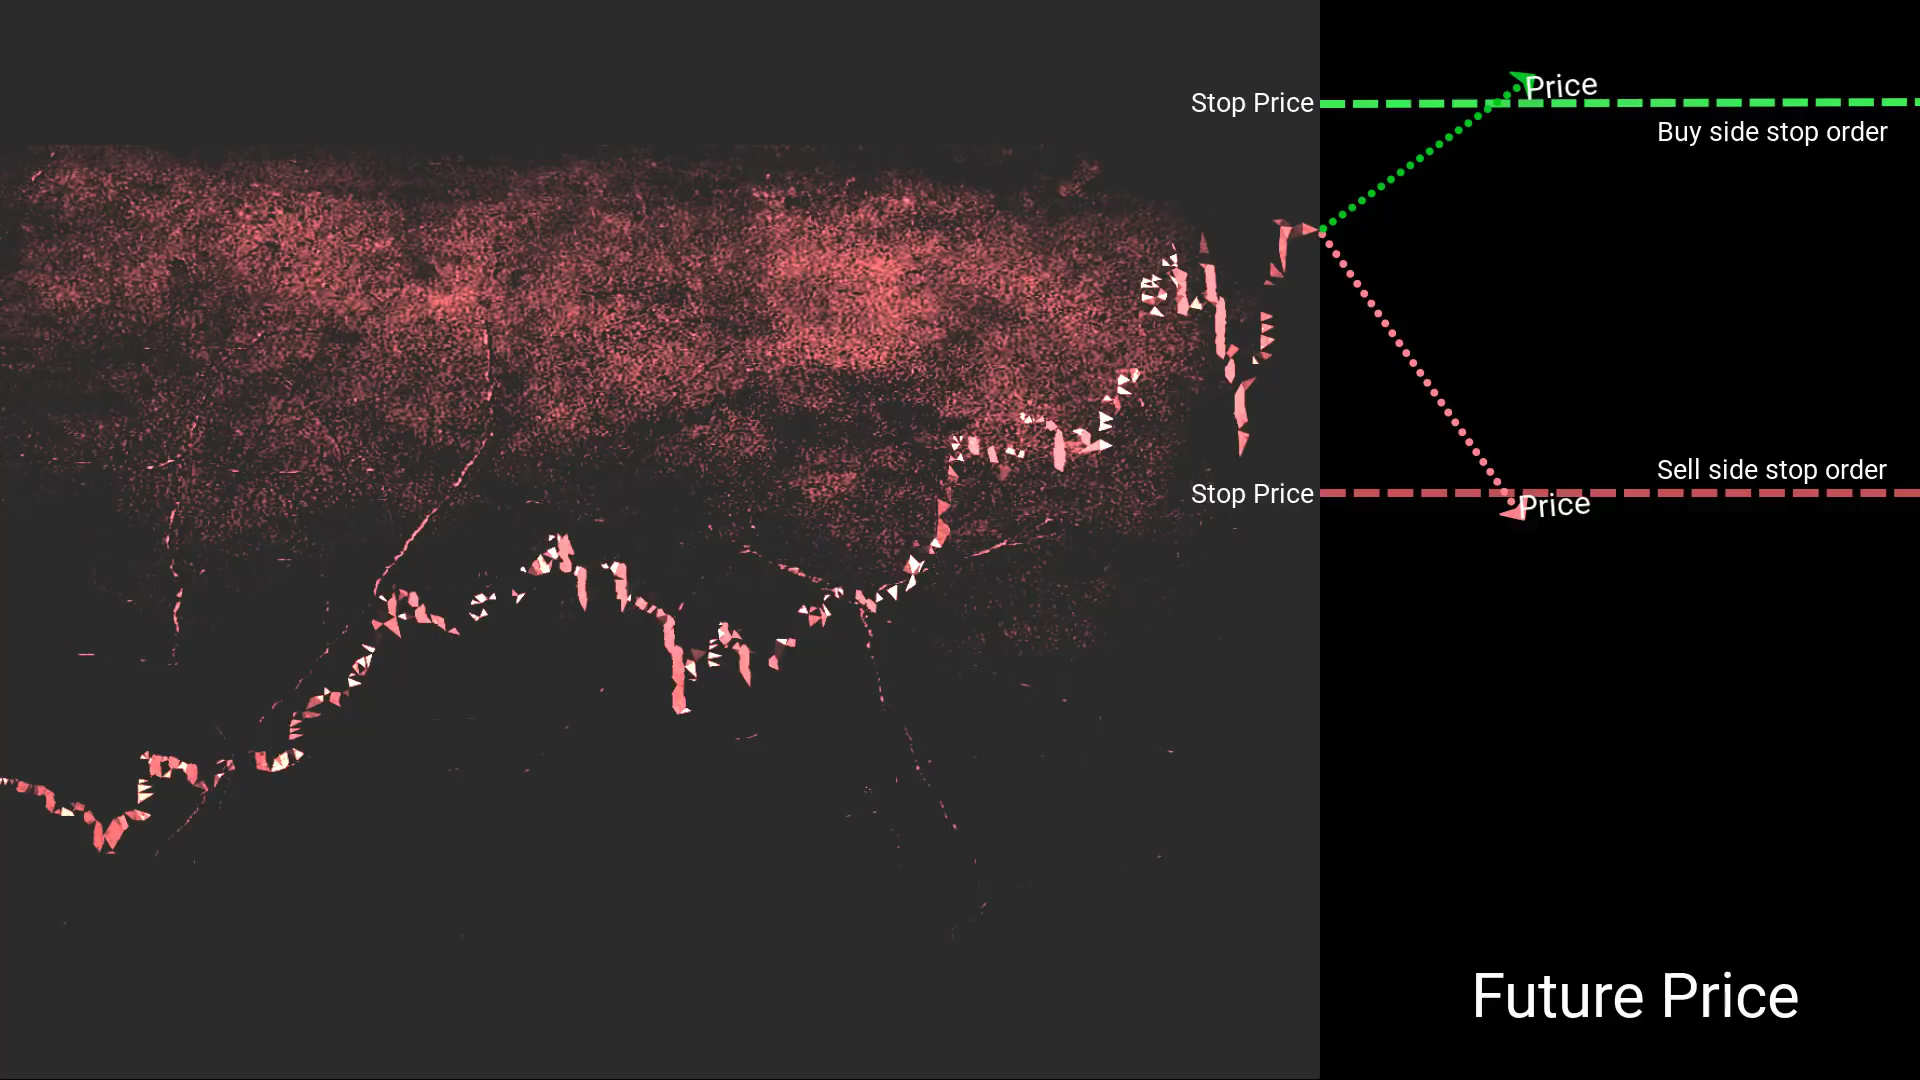 Price
Stop Price
Buy side stop order
Sell side stop order
Stop Price
Price
Future Price